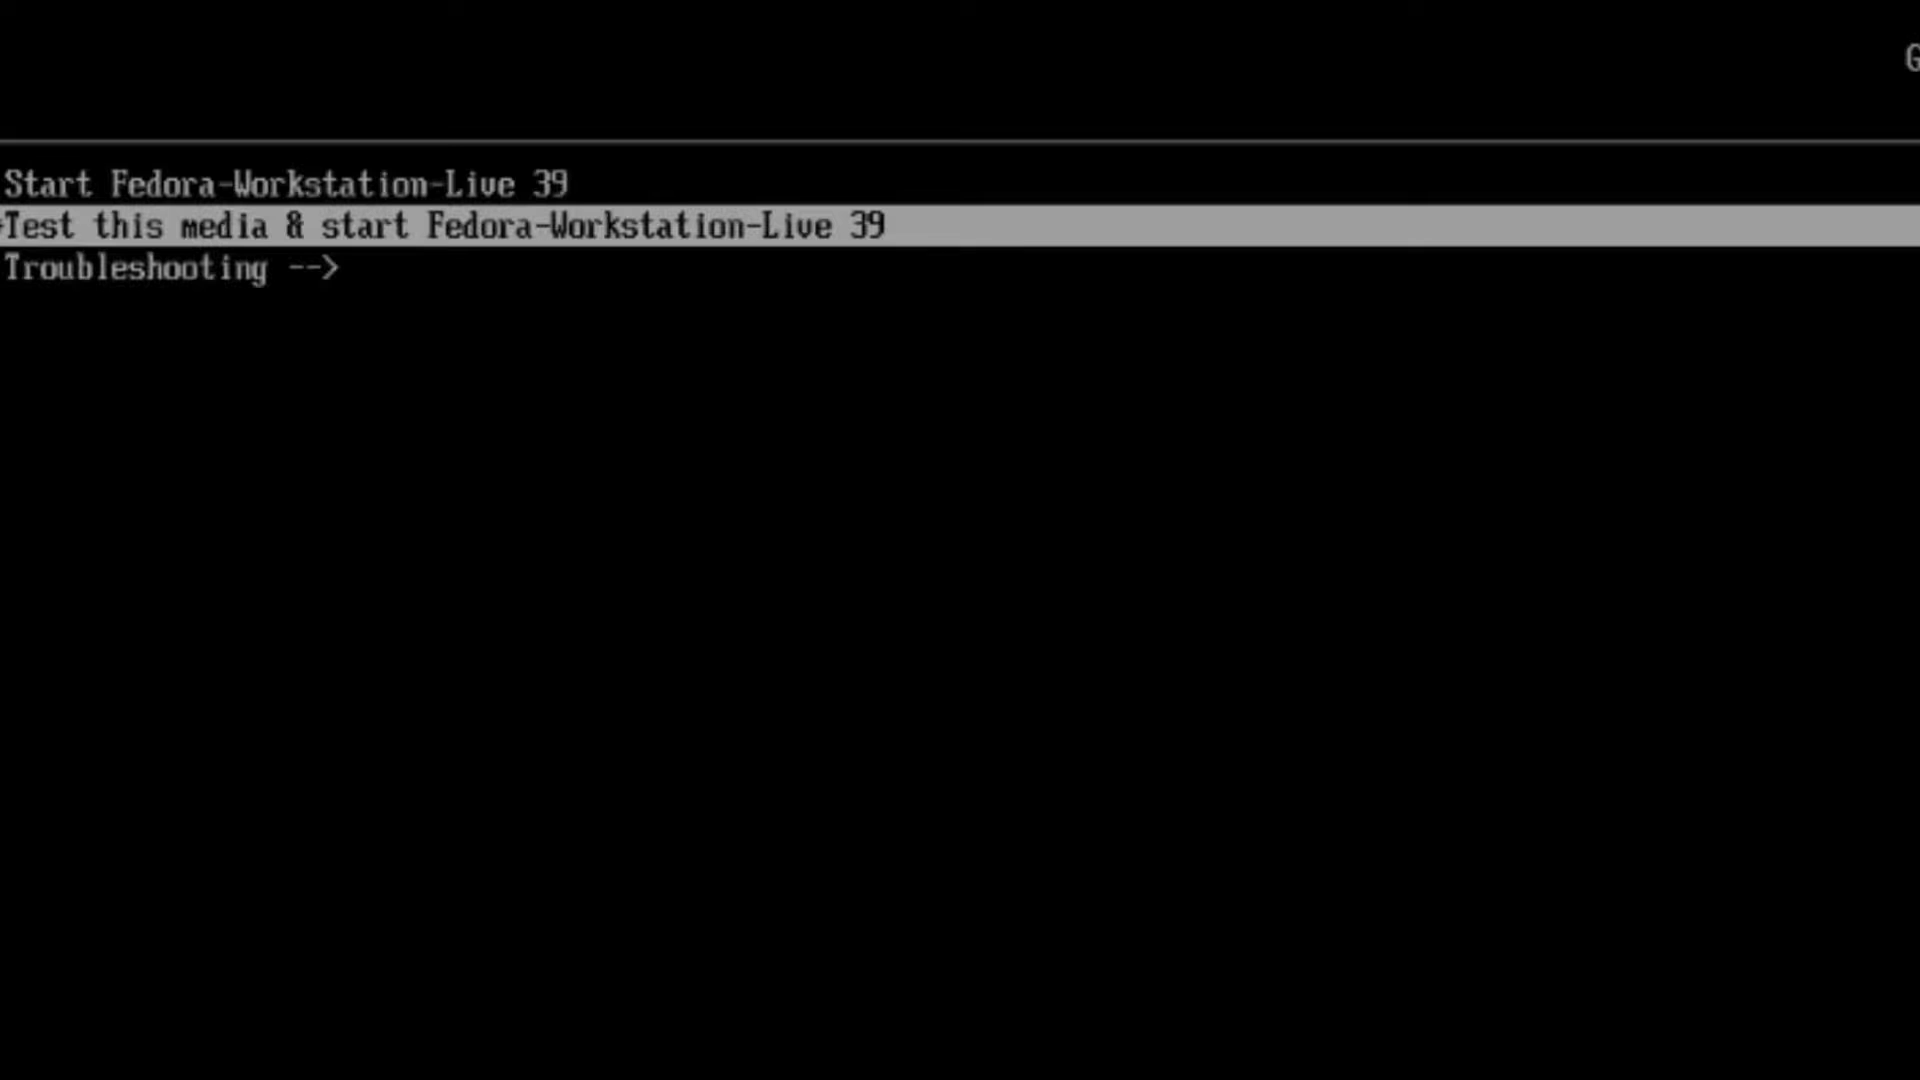 G
Start Fedora-Workstation-Live 39
Test this media & start Fedora-Workstation-Live 39
Troubleshooting -->